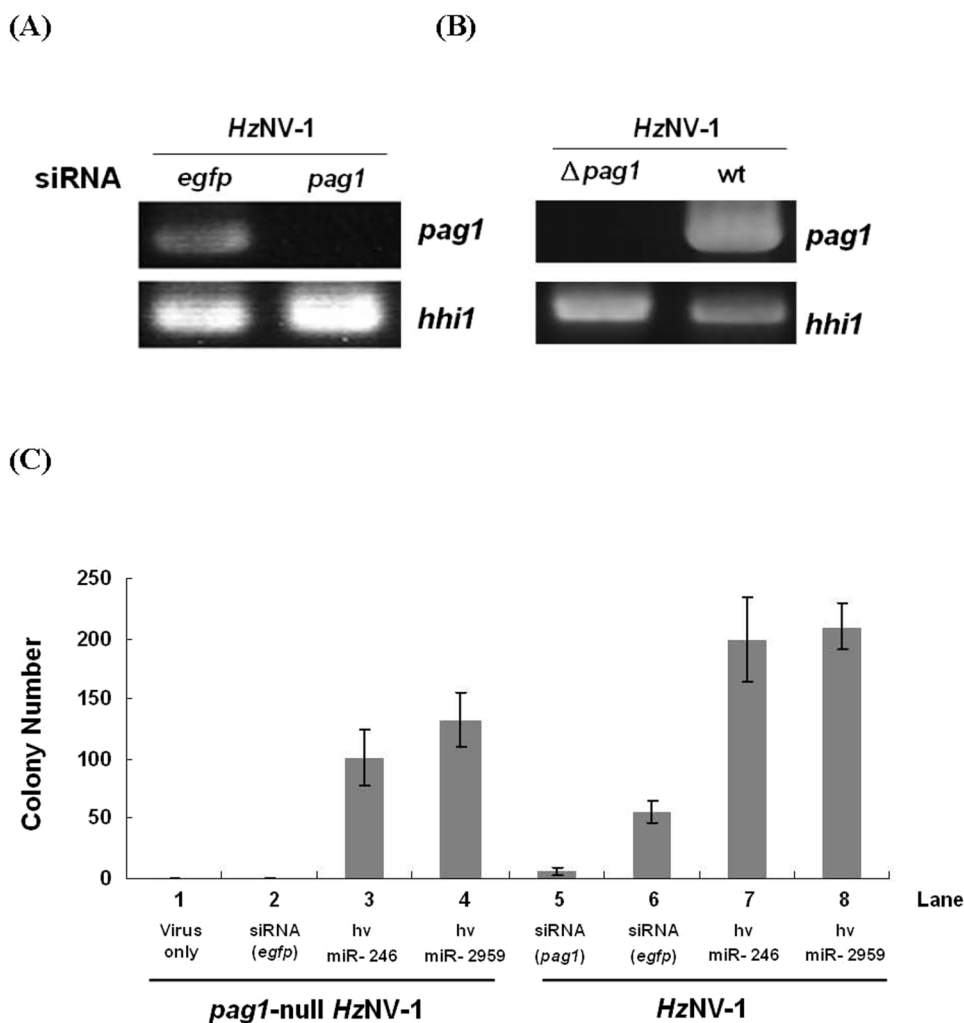 (A)
HzNV-1
siRNA egfp pag1
pag1
hhi1
(B)
HzNV-1
Δpag1 wt
pag1
hhi1
(C)
Colony Number
250
200
150
100
50
0
1 2 3 4 5 6 7 8 Lane
Virus only
siRNA (egfp)
hv miR- 246
hv miR- 2959
siRNA (pag1)
siRNA (egfp)
hv miR- 246
hv miR- 2959
pag1-null HzNV-1
HzNV-1